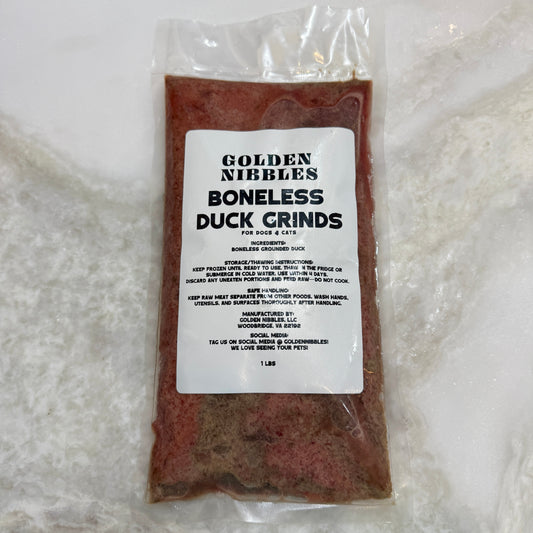 GOLDEN
NIBBLES
BONELESS
DUCK GRINDS
FOR DOGS & CATS
INGREDIENTS:
BONELESS GROUNDED DUCK
STORAGE/THAWING INSTRUCTIONS:
KEEP FROZEN UNTIL READY TO USE. THAW IN THE FRIDGE OR
SUBMERGE IN COLD WATER. USE WITHIN 4 DAYS.
DISCARD ANY UNEATEN PORTIONS AND FEED RAW—DO NOT COOK.
SAFE HANDLING:
KEEP RAW MEAT SEPARATE FROM OTHER FOODS. WASH HANDS,
UTENSILS, AND SURFACES THOROUGHLY AFTER HANDLING.
MANUFACTURED BY:
GOLDEN NIBBLES, LLC
WOODBRIDGE, VA 22192
SOCIAL MEDIA:
TAG US ON SOCIAL MEDIA @ GOLDENNIBBLES!
WE LOVE SEEING YOUR PETS!
1 LBS